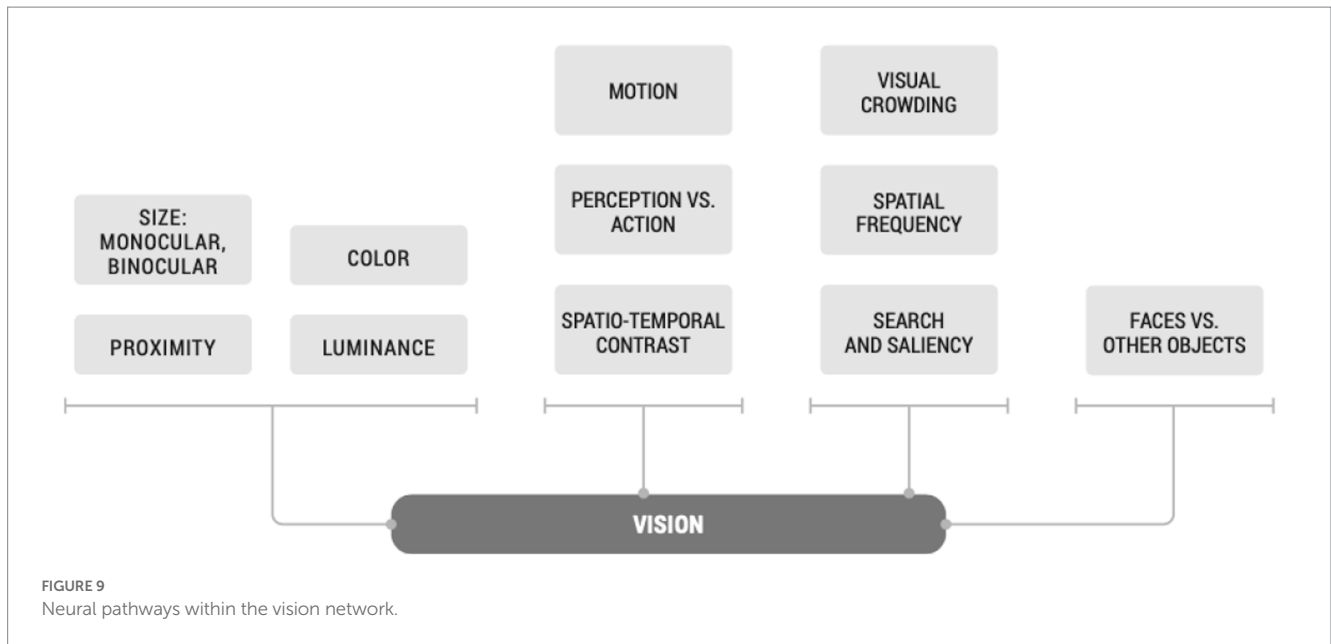 SIZE:
MONOCULAR,
BINOCULAR
PROXIMITY
COLOR
LUMINANCE
MOTION
PERCEPTION VS.
ACTION
SPATIO-TEMPORAL
CONTRAST
VISUAL
CROWDING
SPATIAL
FREQUENCY
SEARCH
AND SALIENCY
FACES VS.
OTHER OBJECTS
VISION
FIGURE 9
Neural pathways within the vision network.